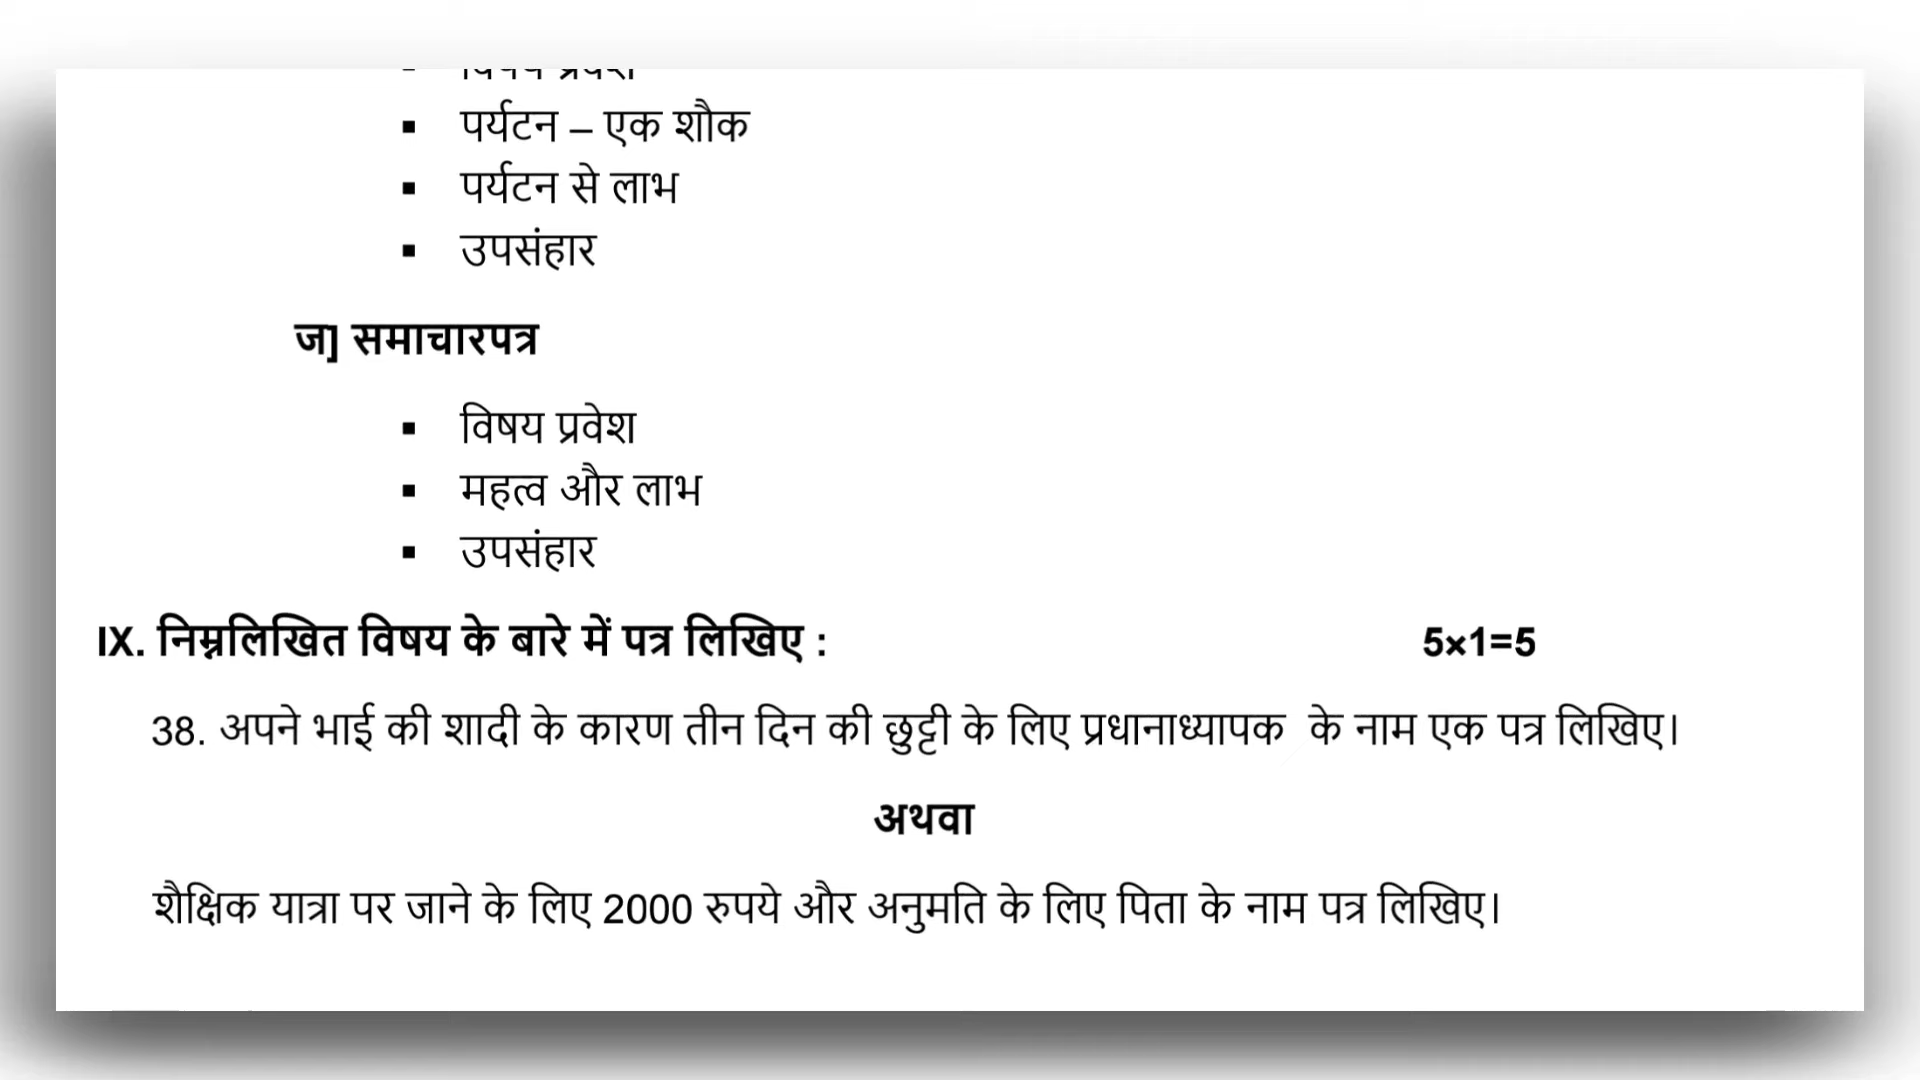 ▪ पर्यटन – एक शौक
▪ पर्यटन से लाभ
▪ उपसंहार
ज] समाचारपत्र
▪ विषय प्रवेश
▪ महत्व और लाभ
▪ उपसंहार
IX. निम्नलिखित विषय के बारे में पत्र लिखिए : 5×1=5
38. अपने भाई की शादी के कारण तीन दिन की छुट्टी के लिए प्रधानाध्यापक के नाम एक पत्र लिखिए।
अथवा
शैक्षिक यात्रा पर जाने के लिए 2000 रुपये और अनुमति के लिए पिता के नाम पत्र लिखिए।